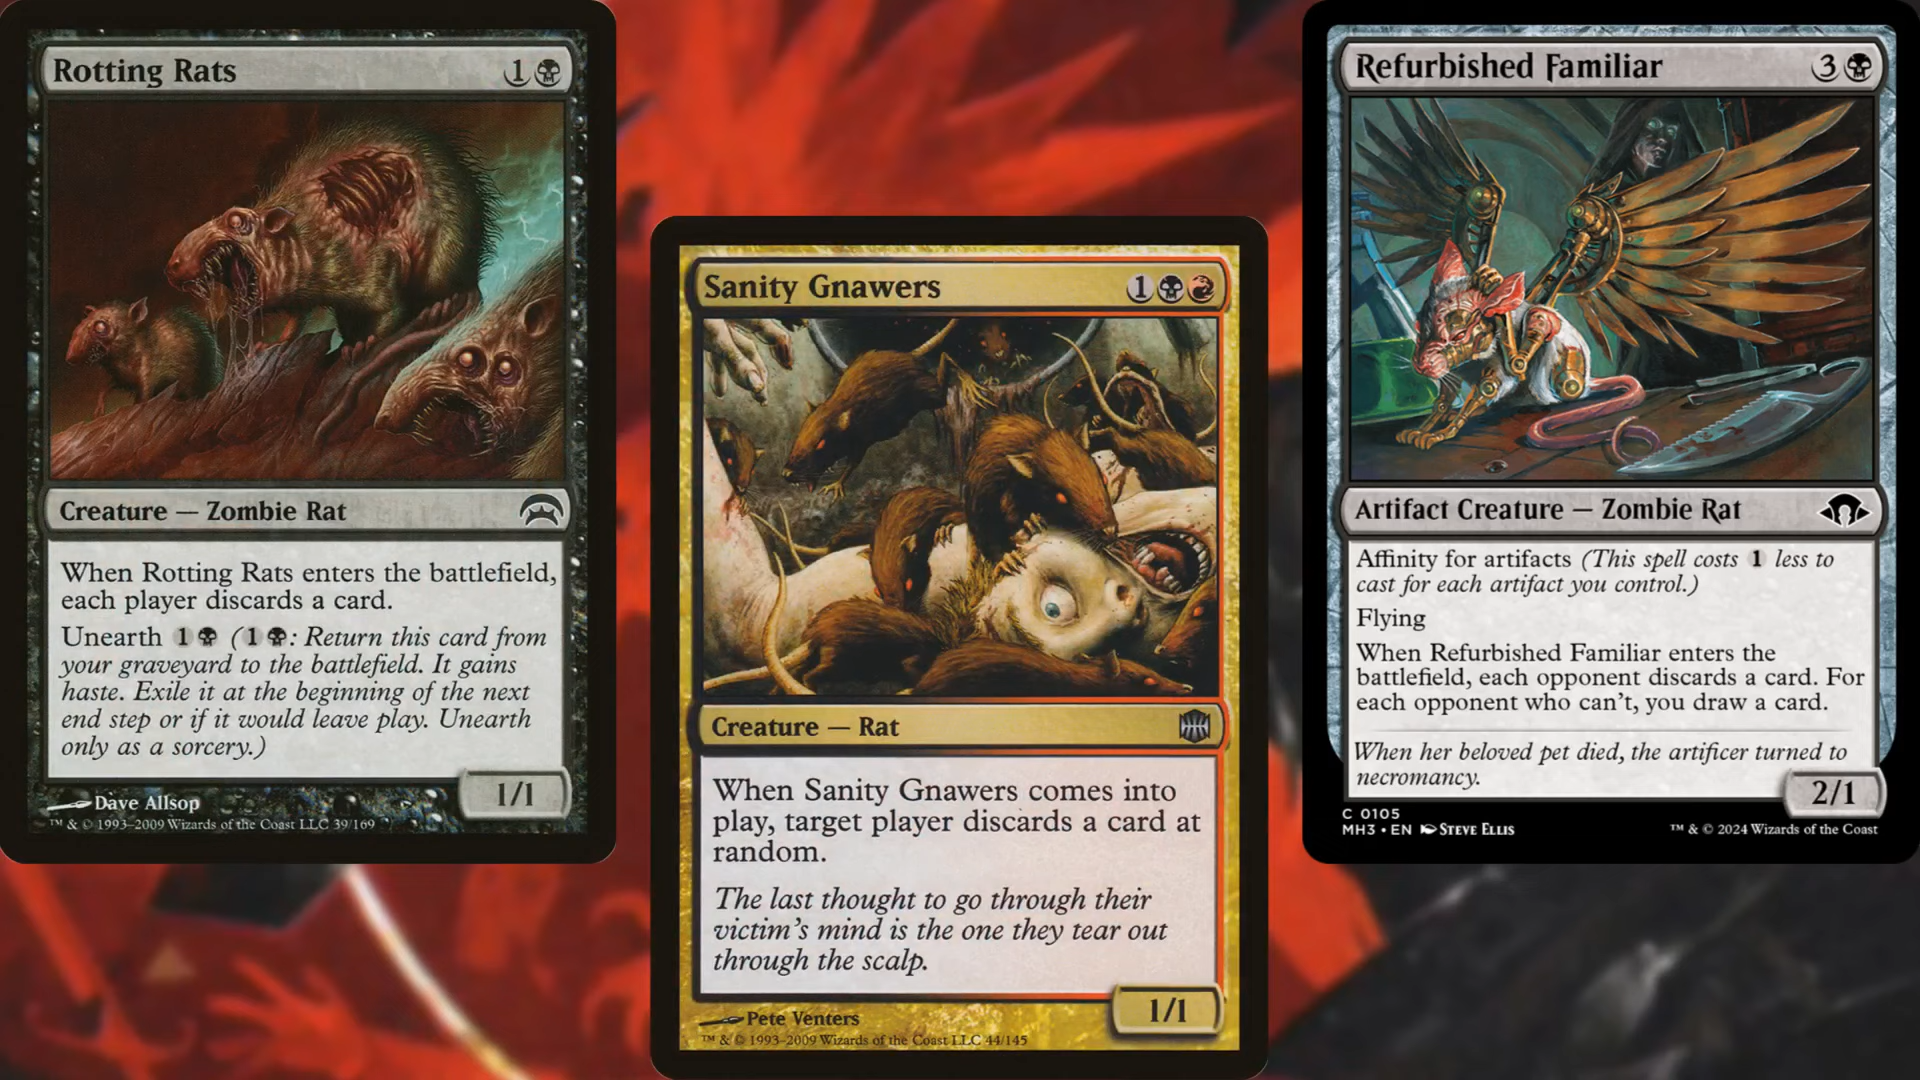 Rotting Rats 1
Creature — Zombie Rat
When Rotting Rats enters the battlefield,
each player discards a card.
Unearth 1 (1 : Return this card from
your graveyard to the battlefield. It gains
haste. Exile it at the beginning of the next
end step or if it would leave play. Unearth
only as a sorcery.)
1/1
Dave Allsop
™ & © 1993–2009 Wizards of the Coast LLC 39/169
Sanity Gnawers 1
Creature — Rat
When Sanity Gnawers comes into
play, target player discards a card at
random.
The last thought to go through their
victim's mind is the one they tear out
through the scalp.
1/1
Pete Venters
™ & © 1993–2009 Wizards of the Coast LLC 44/145
Refurbished Familiar 3
Artifact Creature — Zombie Rat
Affinity for artifacts (This spell costs 1 less to
cast for each artifact you control.)
Flying
When Refurbished Familiar enters the
battlefield, each opponent discards a card. For
each opponent who can't, you draw a card.
When her beloved pet died, the artificer turned to
necromancy.
2/1
C 0105
MH3 • EN Steve Ellis
™ & © 2024 Wizards of the Coast